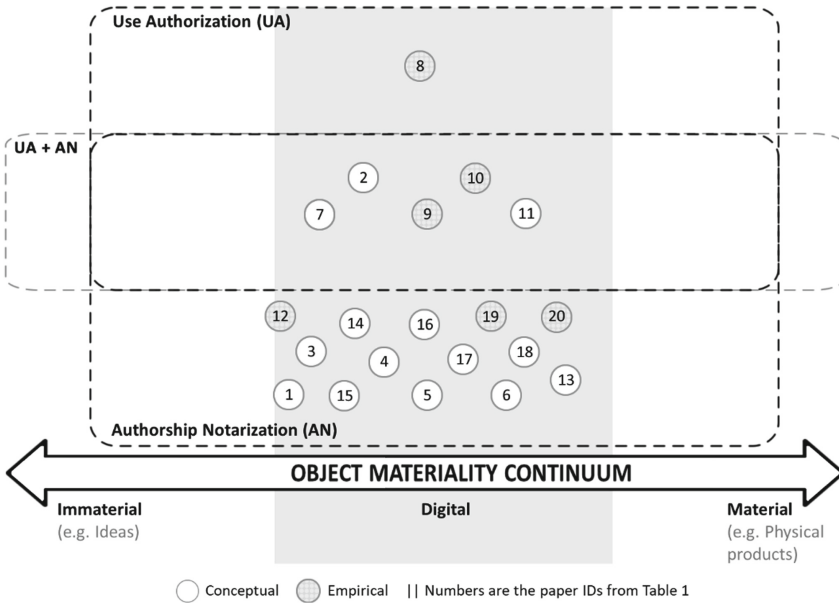 Use Authorization (UA)
8
UA + AN
2
10
7
9
11
12
14
16
19
20
3
4
17
18
13
1
15
5
6
Authorship Notarization (AN)
OBJECT MATERIALITY CONTINUUM
Immaterial
(e.g. Ideas)
Digital
Material
(e.g. Physical
products)
Conceptual Empirical || Numbers are the paper IDs from Table 1